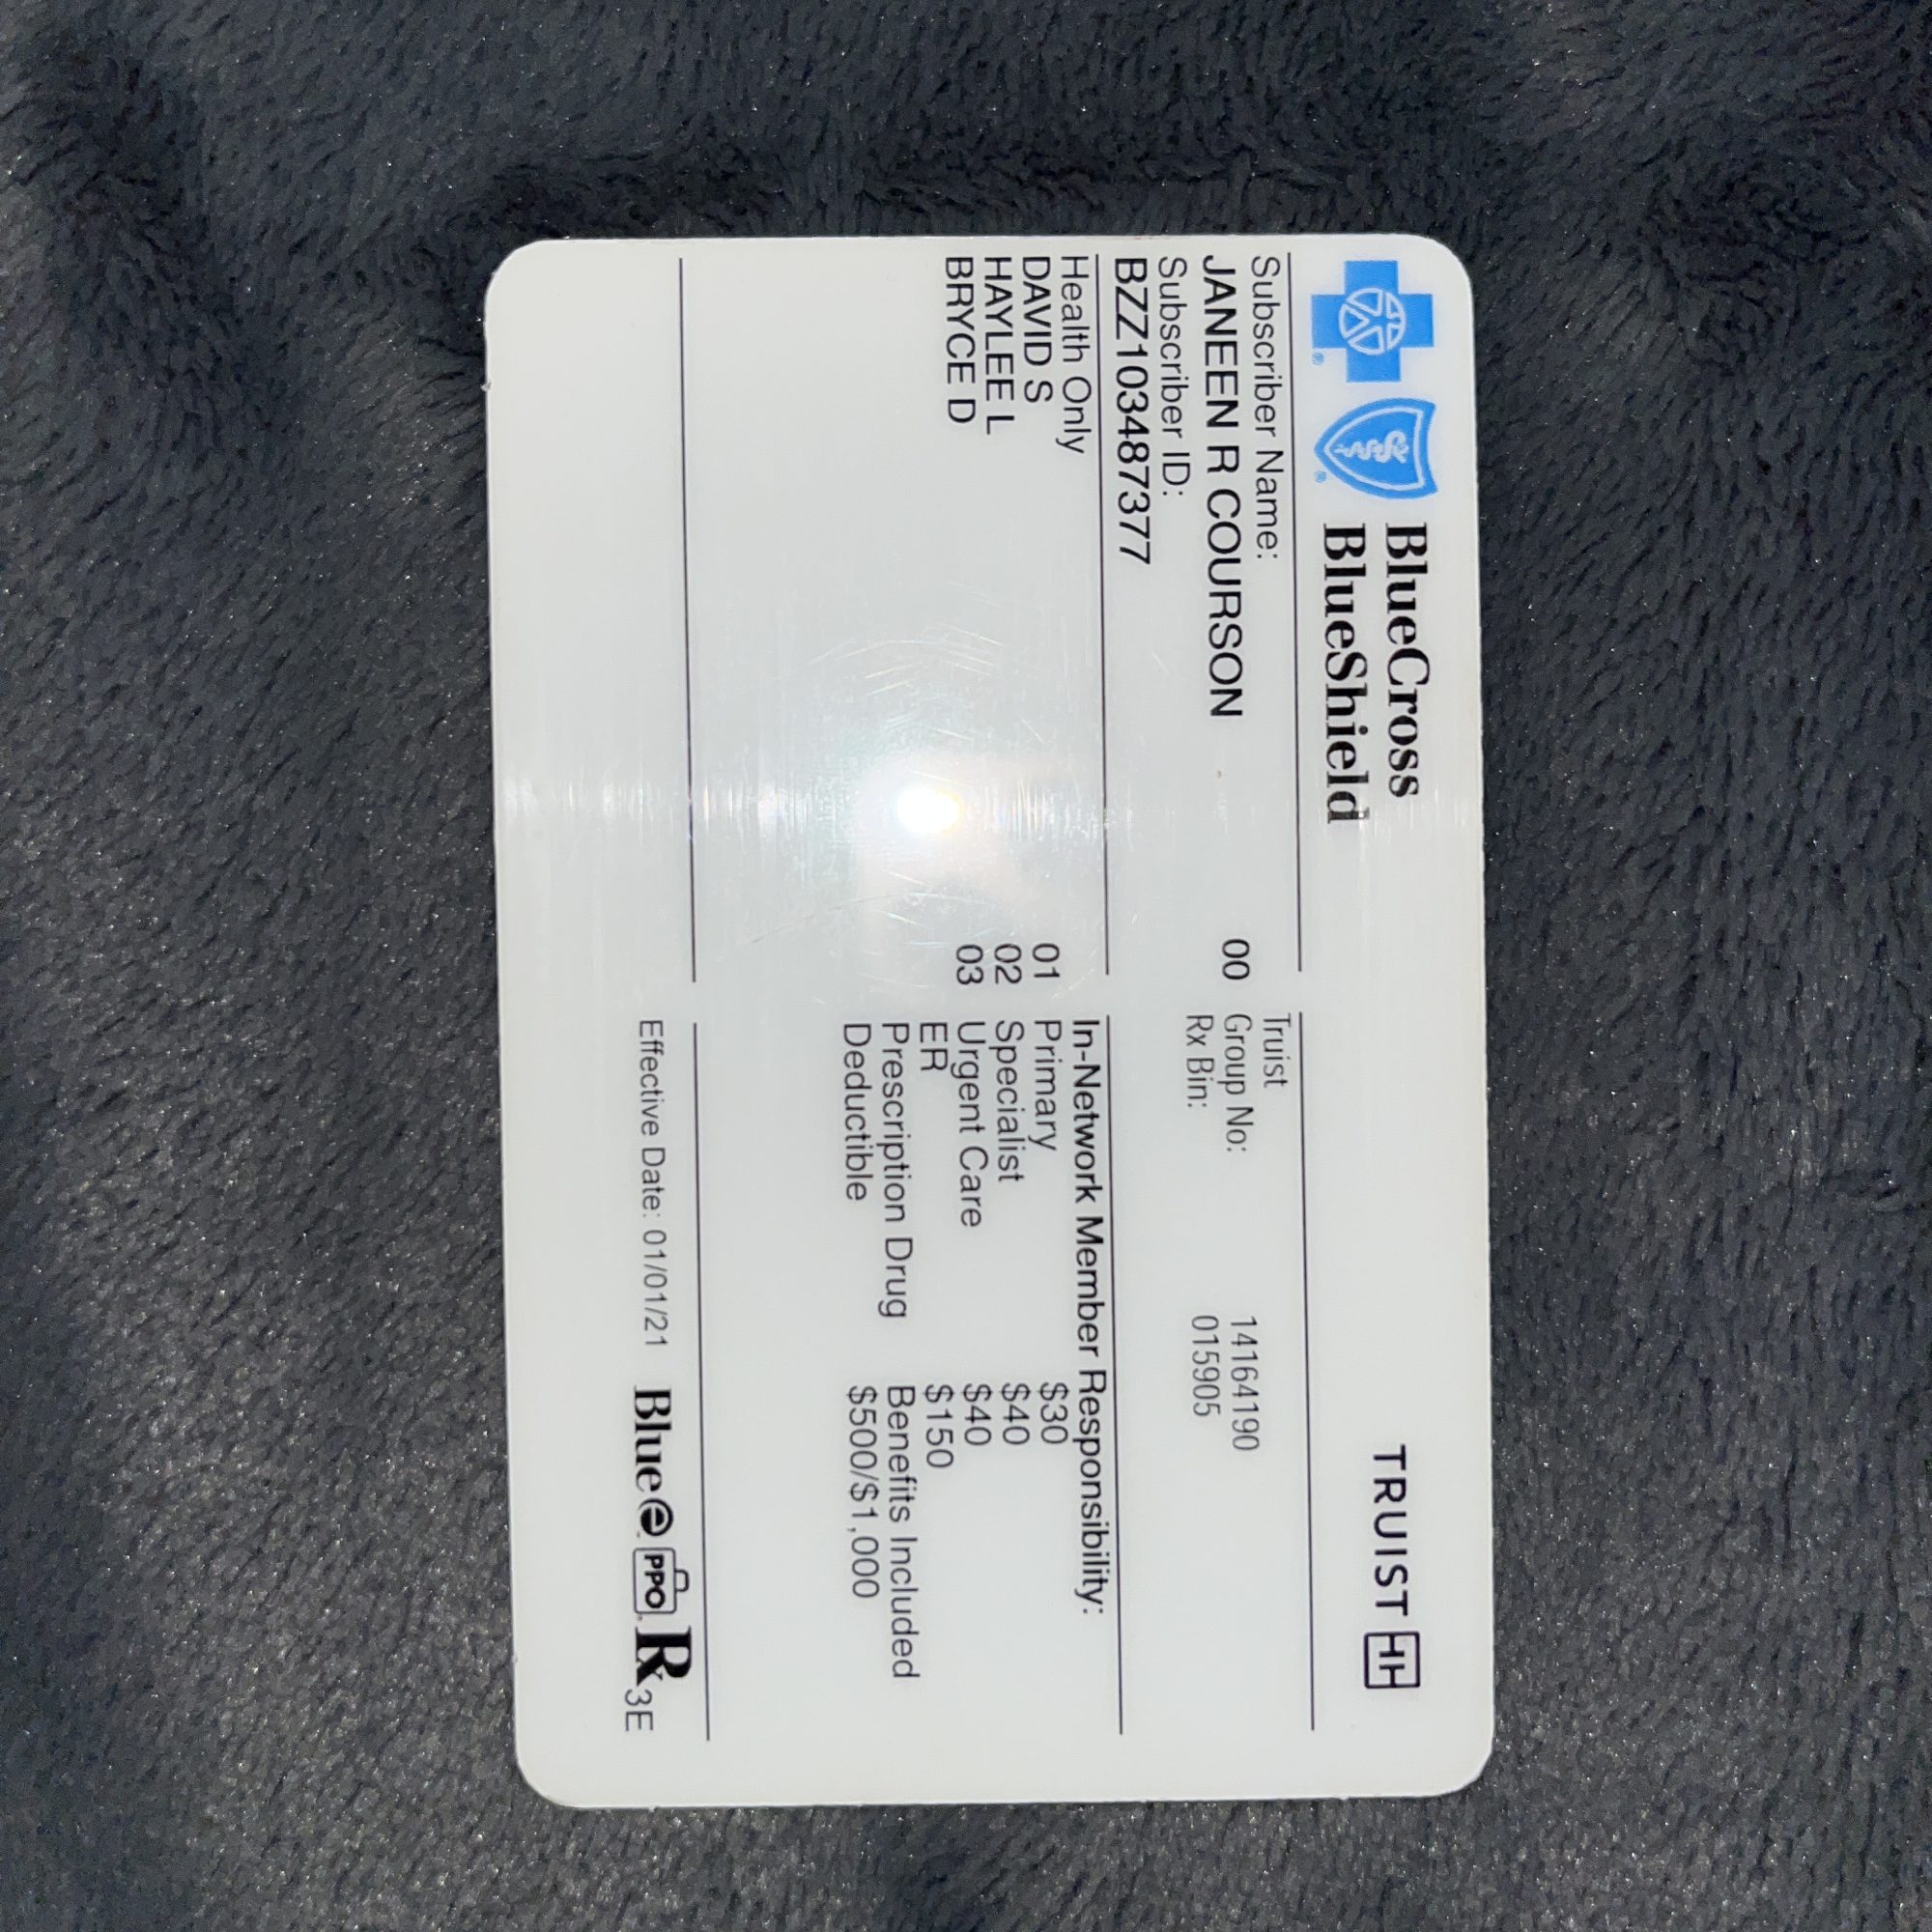 BlueCross
BlueShield
TRUIST
Subscriber Name:
JANEEN R COURSON 00
Subscriber ID:
BZZ103487377
Truist
Group No: 14164190
Rx Bin: 015905
Health Only
DAVID S 01
HAYLEE L 02
BRYCE D 03
In-Network Member Responsibility:
Primary $30
Specialist $40
Urgent Care $40
ER $150
Prescription Drug Benefits Included
Deductible $500/$1,000
Effective Date: 01/01/21 Blue e PPO Rx 3E